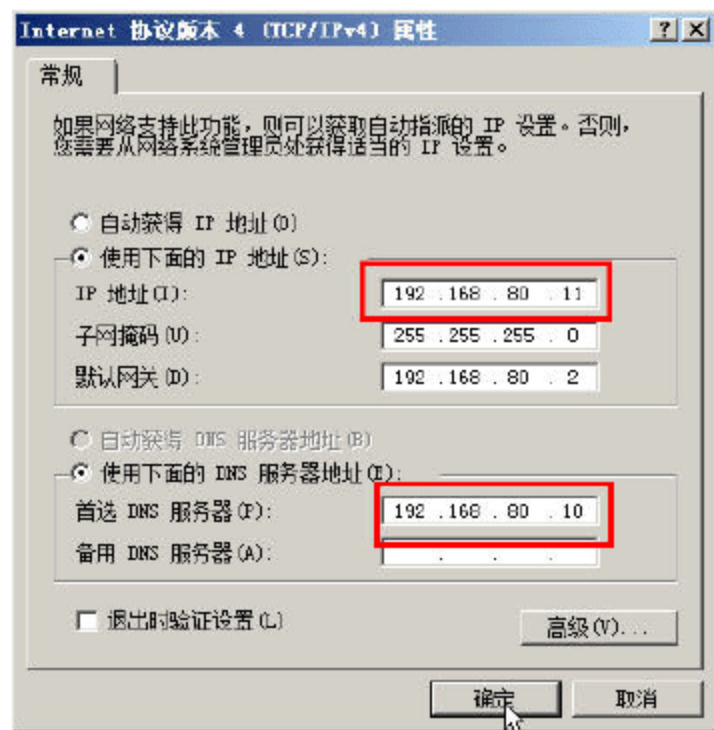 Internet 协议版本 4 (TCP/IPv4) 属性
常规
如果网络支持此功能，则可以获取自动指派的 IP 设置。否则，
您需要从网络系统管理员处获得适当的 IP 设置。
自动获得 IP 地址(O)
使用下面的 IP 地址(S):
IP 地址(I): 192 .168 . 80 . 11
子网掩码(U): 255 .255 .255 . 0
默认网关(D): 192 .168 . 80 . 2
自动获得 DNS 服务器地址(B)
使用下面的 DNS 服务器地址(E):
首选 DNS 服务器(P): 192 .168 . 80 . 10
备用 DNS 服务器(A): . . .
退出时验证设置(L)
高级(V)...
确定 取消